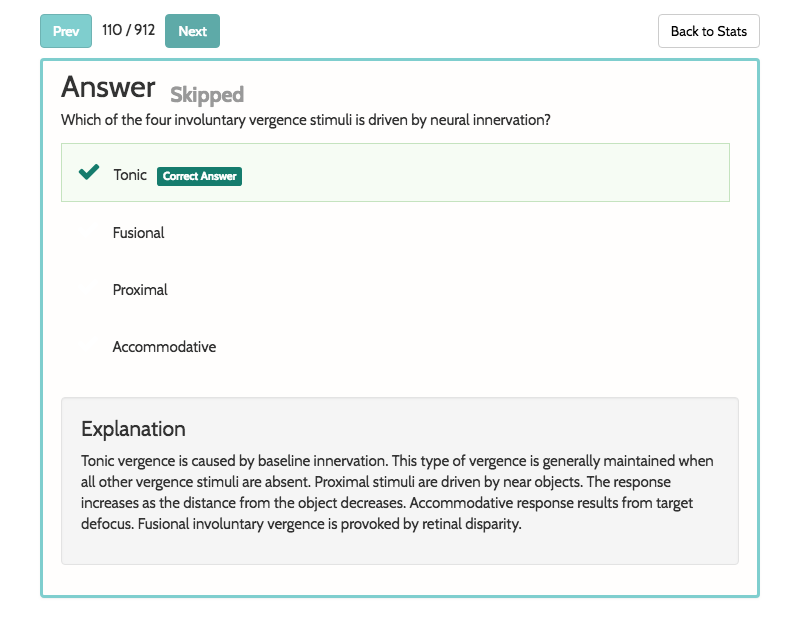 Prev 110 / 912 Next Back to Stats
Answer Skipped
Which of the four involuntary vergence stimuli is driven by neural innervation?
Tonic Correct Answer
Fusional
Proximal
Accommodative
Explanation
Tonic vergence is caused by baseline innervation. This type of vergence is generally maintained when
all other vergence stimuli are absent. Proximal stimuli are driven by near objects. The response
increases as the distance from the object decreases. Accommodative response results from target
defocus. Fusional involuntary vergence is provoked by retinal disparity.